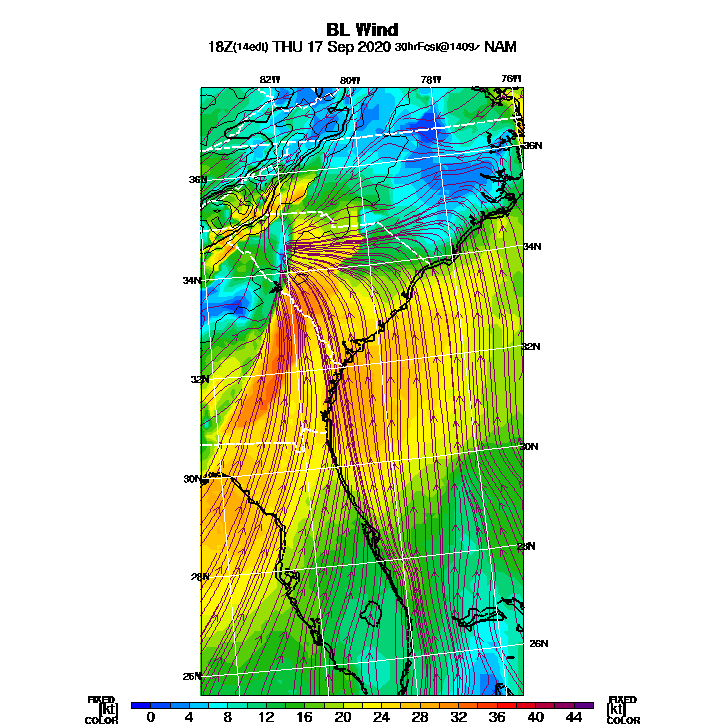 BL Wind
18Z(14edt) THU 17 Sep 2020 30hrFcst@1409z NAM
82W 80W 78W 76W
36N
36N
34N
34N
32N
32N
30N
30N
28N
28N
26N
26N
FIXED FIXED
[kt] 0 4 8 12 16 20 24 28 32 36 40 44 [kt]
COLOR COLOR